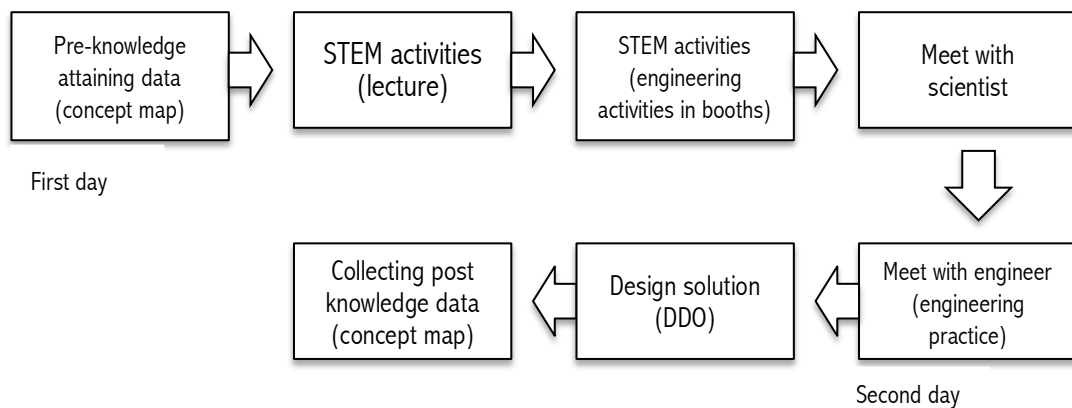 Pre-knowledge
attaining data
(concept map)
STEM activities
(lecture)
STEM activities
(engineering
activities in booths)
Meet with
scientist
First day
Meet with engineer
(engineering
practice)
Design solution
(DDO)
Collecting post
knowledge data
(concept map)
Second day